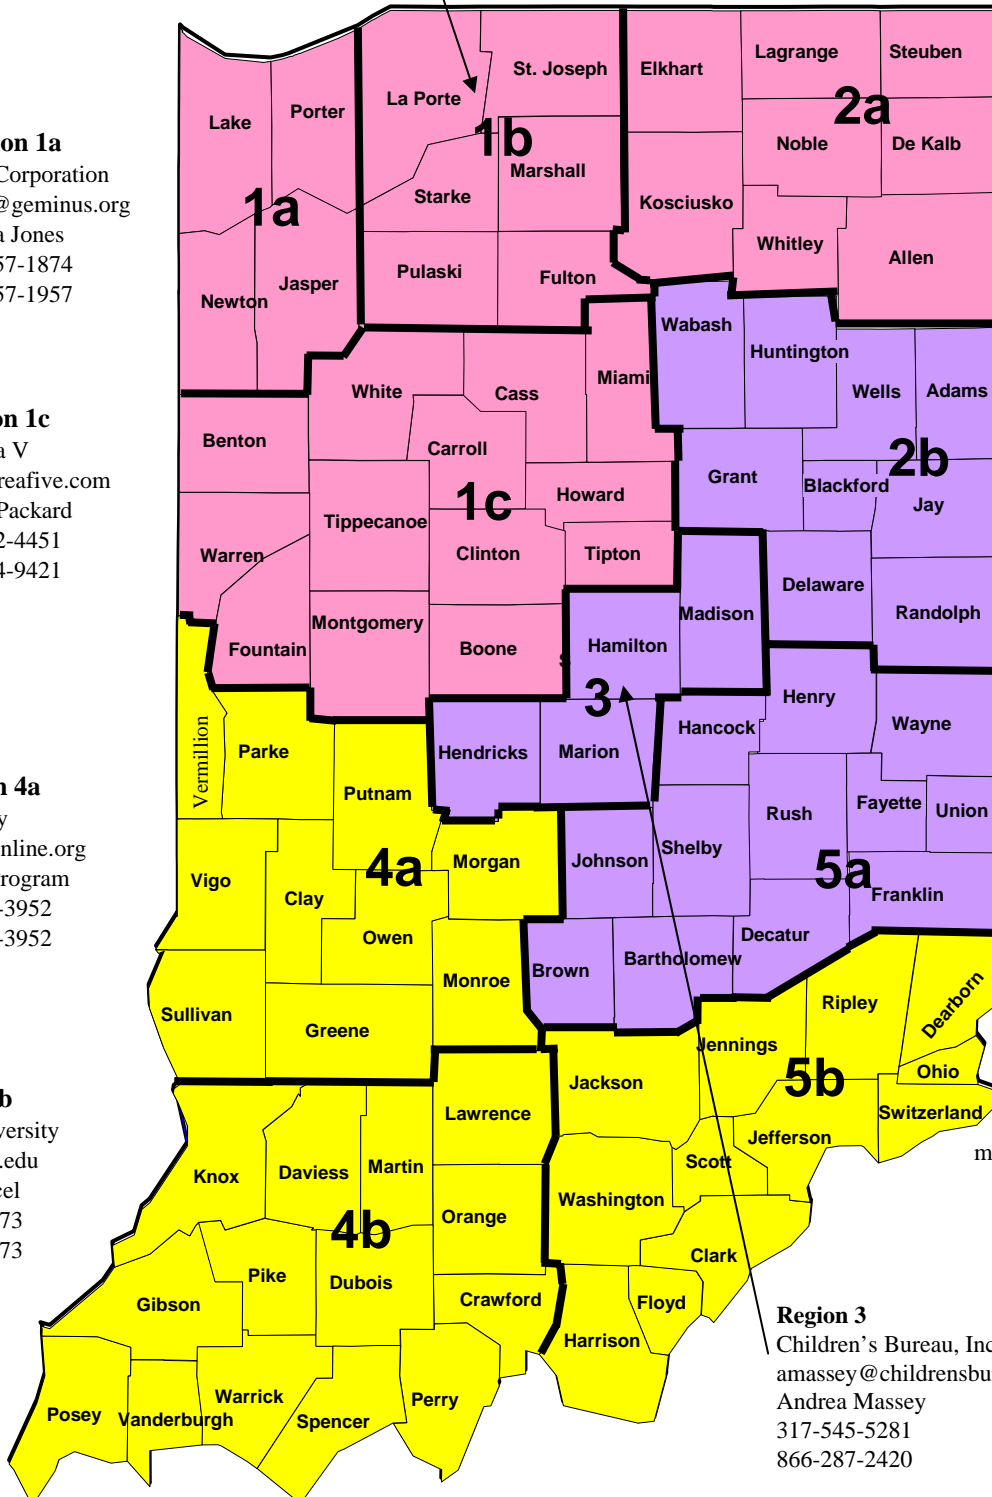 on 1a
Corporation
@geminus.org
a Jones
57-1874
57-1957
on 1c
a V
reafive.com
Packard
2-4451
4-9421
n 4a
y
nline.org
rogram
-3952
-3952
b
versity
.edu
cel
73
73
Lake
Porter
La Porte
St. Joseph
Elkhart
Lagrange
Steuben
1a
1b
2a
Noble
De Kalb
Marshall
Starke
Kosciusko
Whitley
Allen
Newton
Jasper
Pulaski
Fulton
Wabash
Huntington
White
Cass
Miami
Wells
Adams
Benton
Carroll
Grant
2b
Blackford
Jay
1c
Howard
Tippecanoe
Warren
Clinton
Tipton
Delaware
Randolph
Madison
Montgomery
Fountain
Boone
s
Hamilton
3
Henry
Wayne
Hancock
Vermillion
Parke
Hendricks
Marion
Putnam
Rush
Fayette
Union
4a
Morgan
Johnson
Shelby
5a
Franklin
Vigo
Clay
Owen
Decatur
Bartholomew
Brown
Monroe
Sullivan
Greene
Ripley
Dearborn
Jennings
5b
Ohio
Jackson
Lawrence
Switzerland
Jefferson
Scott
Knox
Daviess
Martin
Washington
Orange
4b
Clark
Pike
Dubois
Gibson
Crawford
Floyd
Harrison
Posey
Vanderburgh
Warrick
Spencer
Perry
m
Region 3
Children’s Bureau, Inc
amassey@childrensbu
Andrea Massey
317-545-5281
866-287-2420